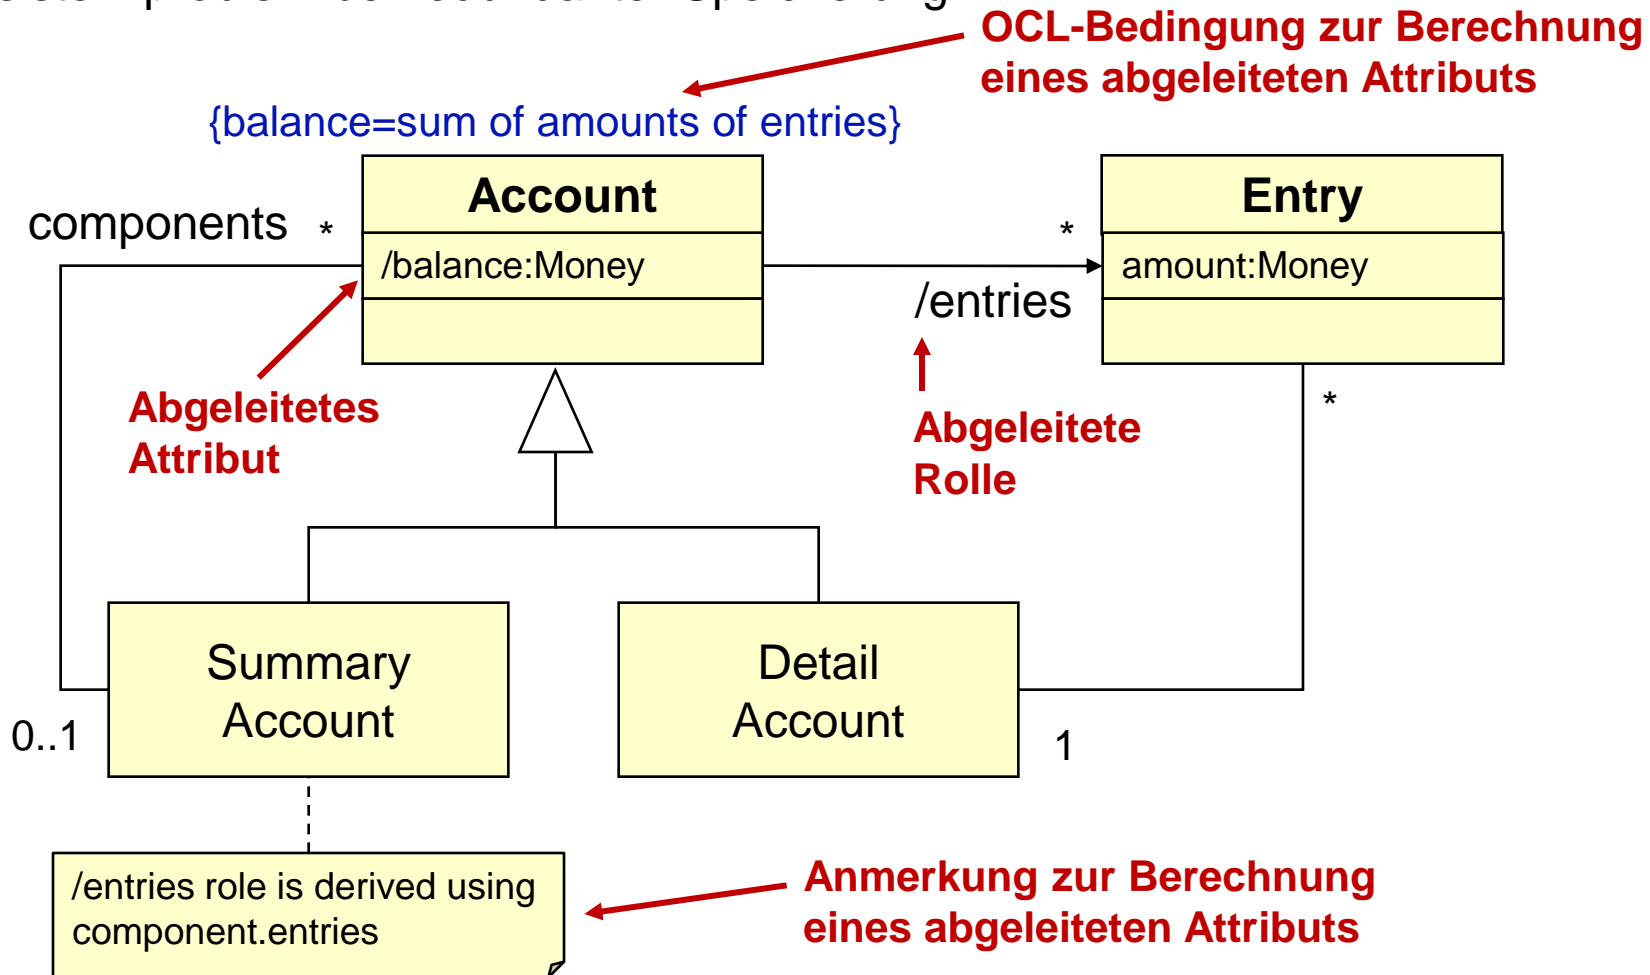 OCL-Bedingung zur Berechnung
eines abgeleiteten Attributs
{balance=sum of amounts of entries}
Account
Entry
components *
*
/balance:Money
amount:Money
/entries
Abgeleitetes
Attribut
Abgeleitete
Rolle
*
Summary
Account
Detail
Account
0..1
1
/entries role is derived using
component.entries
Anmerkung zur Berechnung
eines abgeleiteten Attributs